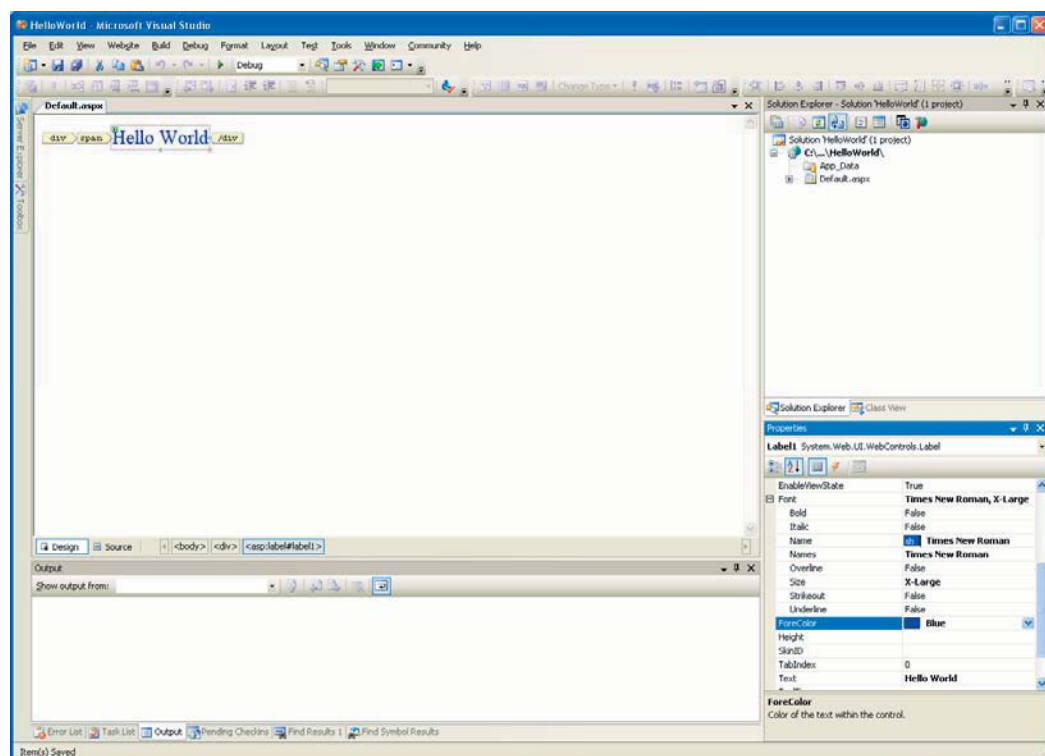 HelloWorld - Microsoft Visual Studio
File Edit View Website Build Debug Format Layout Test Tools Window Community Help
Debug
Change Type
Default.aspx
div span Hello World /div
Server Explorer
Toolbox
Design Source <body> <div> <asp:label#label1>
Output
Show output from:
Error List Task List Output Pending Checkins Find Results 1 Find Symbol Results
Item(s) Saved
Solution Explorer - Solution 'HelloWorld' (1 project)
Solution 'HelloWorld' (1 project)
C:\...\HelloWorld\
App_Data
Default.aspx
Solution Explorer Class View
Properties
Label1 System.Web.UI.WebControls.Label
EnableViewState True
Font Times New Roman, X-Large
Bold False
Italic False
Name Times New Roman
Names Times New Roman
Overline False
Size X-Large
Strikeout False
Underline False
ForeColor Blue
Height
SkinID
TabIndex 0
Text Hello World
ForeColor
Color of the text within the control.